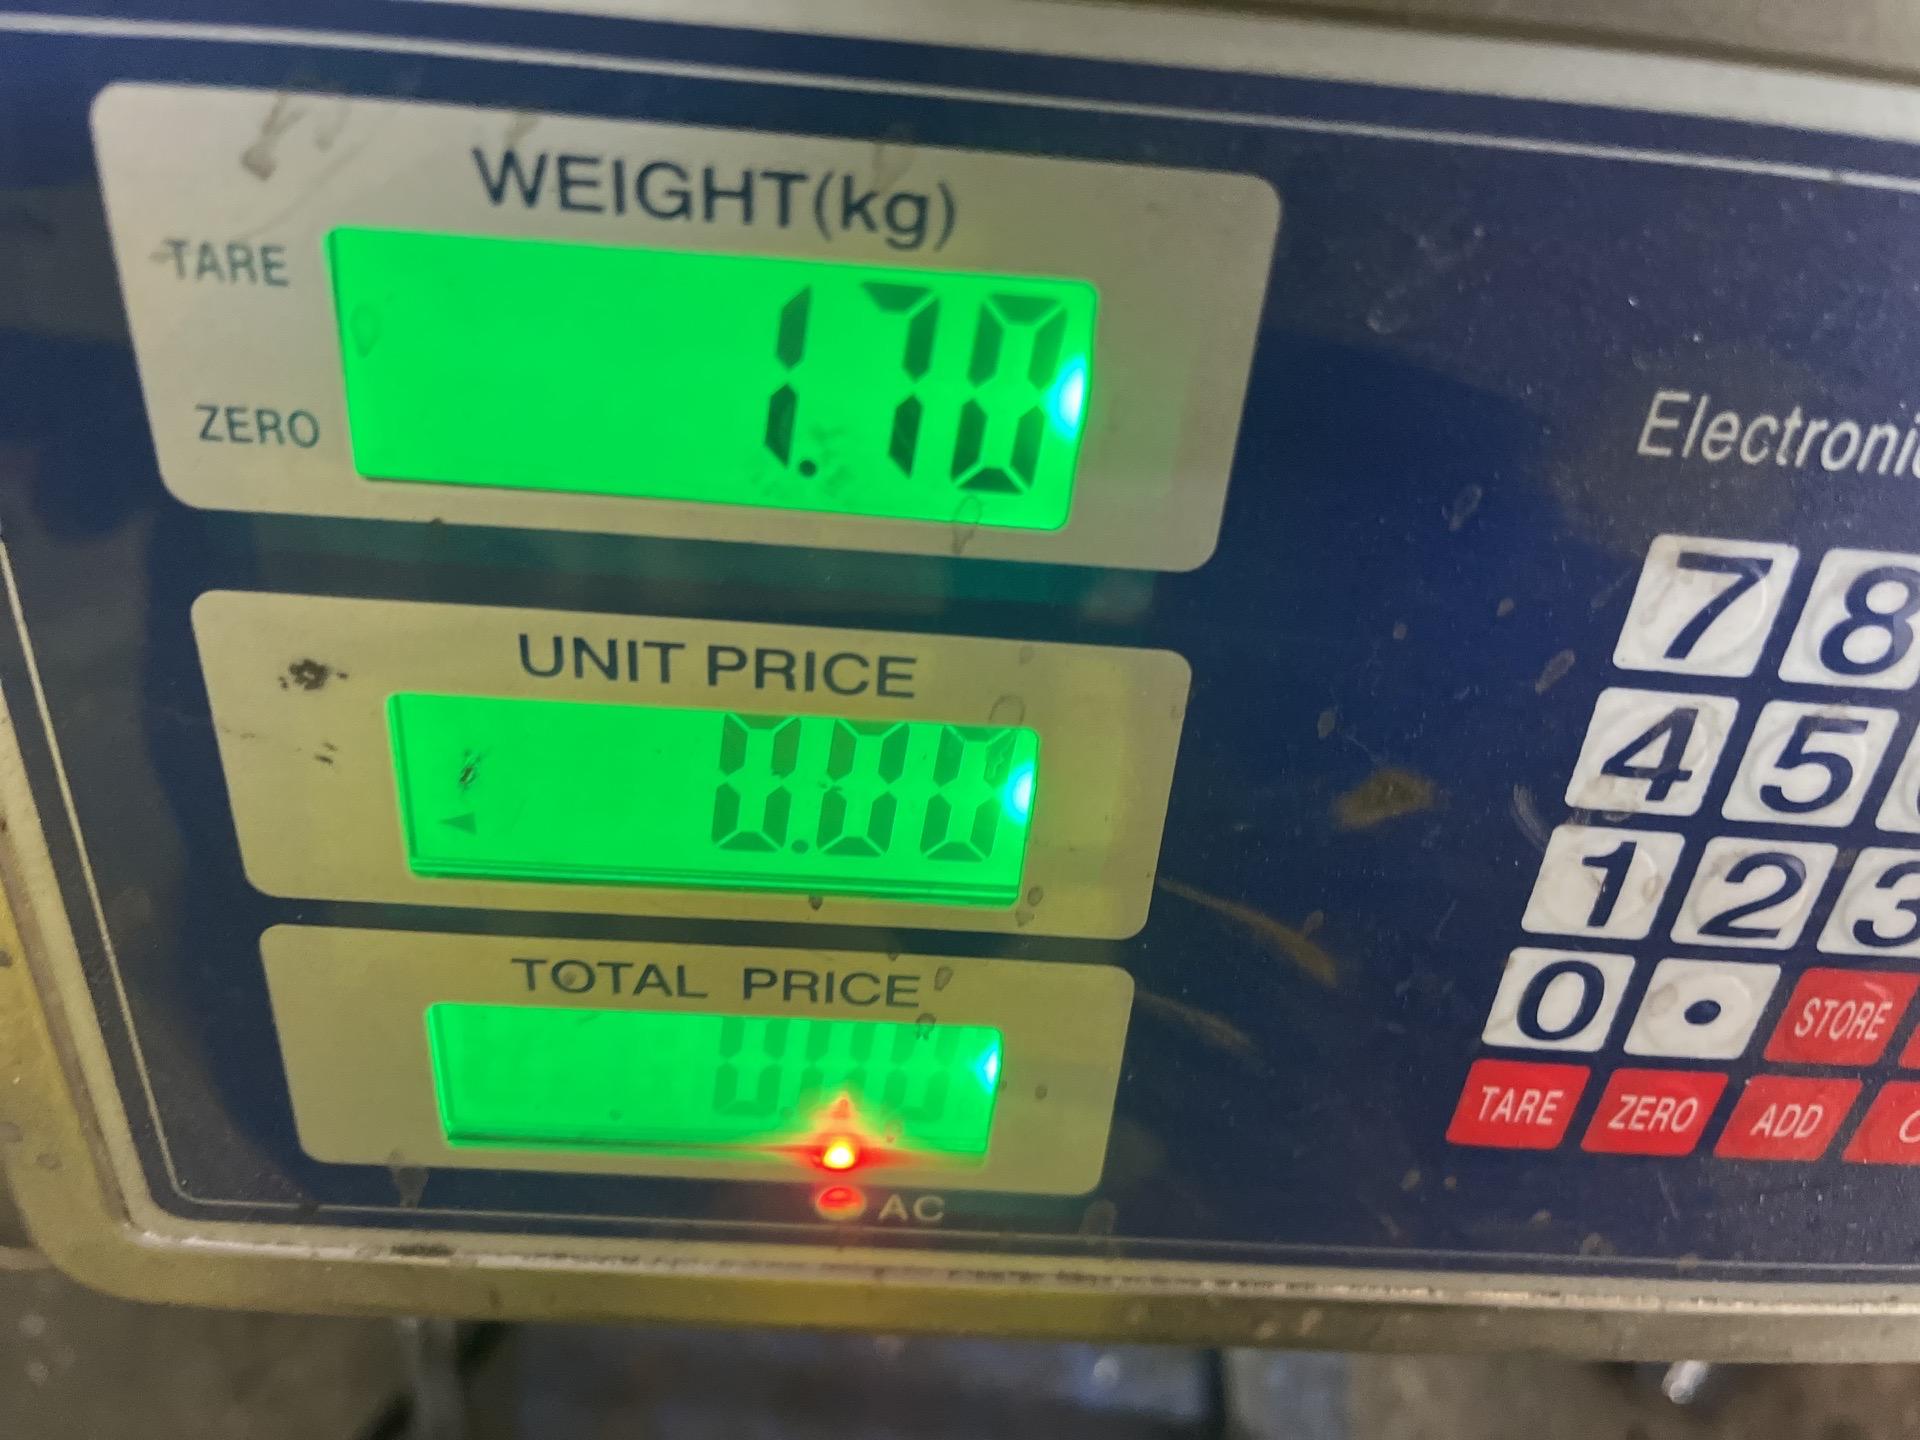 WEIGHT(kg)
TARE
1.70
ZERO
UNIT PRICE
0.00
TOTAL PRICE
0.00
AC
Electroni
7 8
4 5
1 2 3
0 . STORE
TARE ZERO ADD